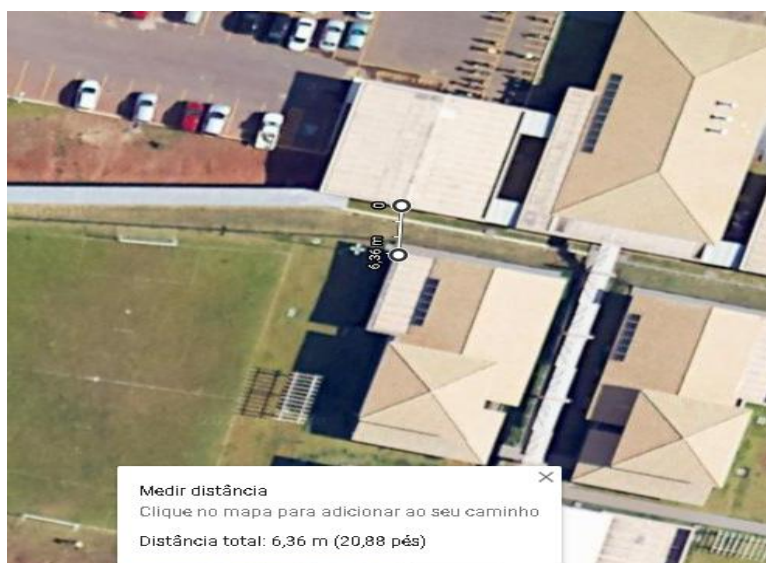 0
6,36 m
Medir distância
Clique no mapa para adicionar ao seu caminho
Distância total: 6,36 m (20,88 pés)